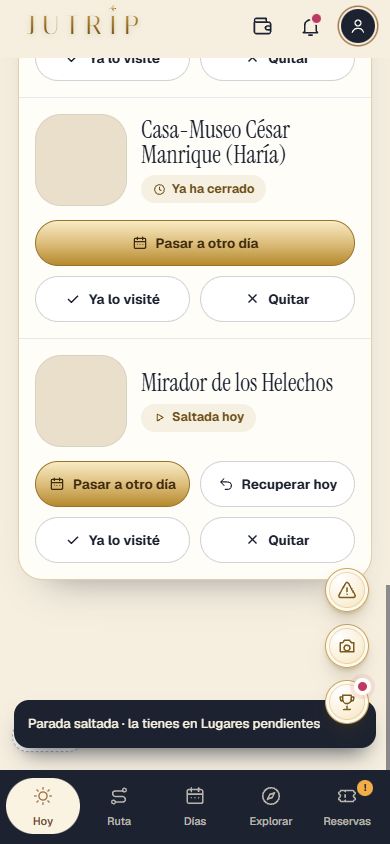 JUTRIP
Ya lo visité
Quitar
Casa-Museo César
Manrique (Haría)
Ya ha cerrado
Pasar a otro día
Ya lo visité
Quitar
Mirador de los Helechos
Saltada hoy
Pasar a otro día
Recuperar hoy
Ya lo visité
Quitar
Parada saltada · la tienes en Lugares pendientes
!
Hoy
Ruta
Días
Explorar
Reservas